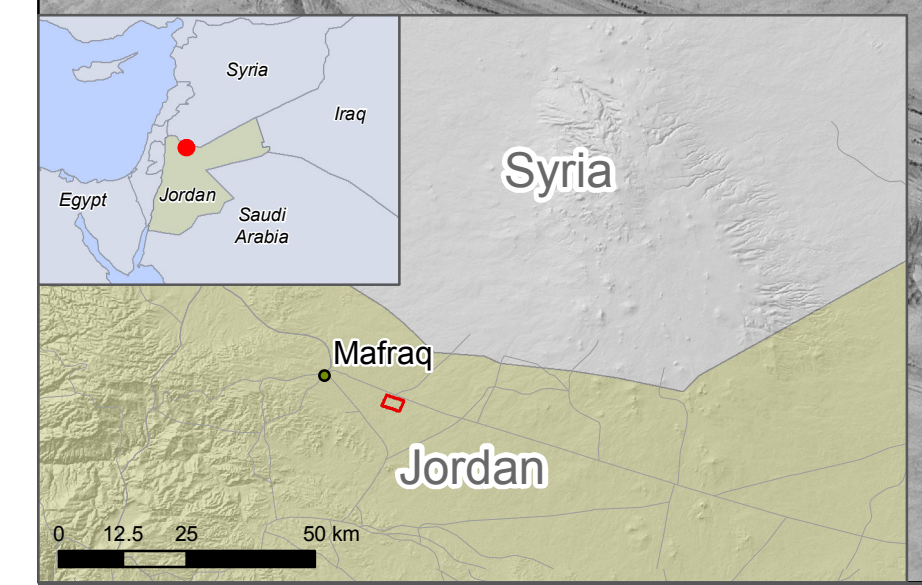 Syria
Iraq
Egypt
Jordan
Saudi
Arabia
Syria
Mafraq
Jordan
0 12.5 25 50 km